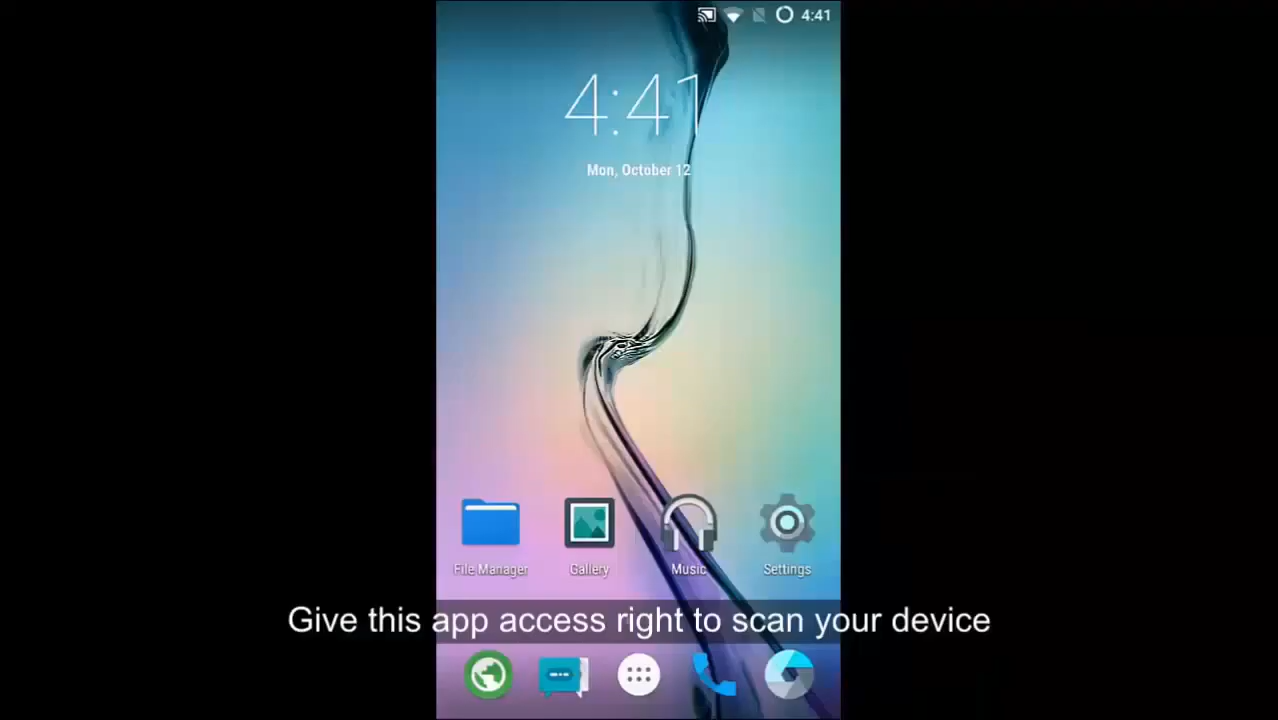 4:41
4:41
Mon, October 12
File Manager
Gallery
Music
Settings
Give this app access right to scan your device